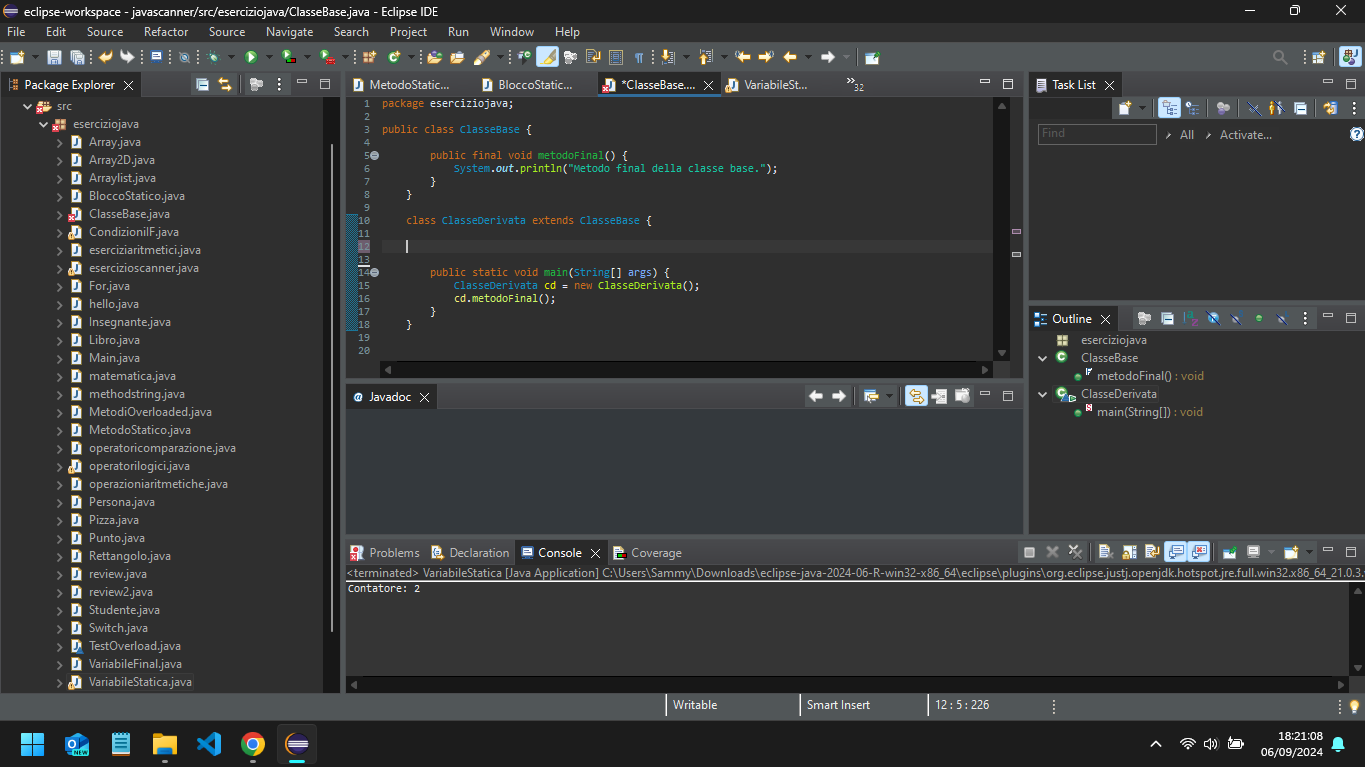 eclipse-workspace - javascanner/src/eserciziojava/ClasseBase.java - Eclipse IDE
File Edit Source Refactor Source Navigate Search Project Run Window Help
Package Explorer
src
eserciziojava
Array.java
Array2D.java
Arraylist.java
BloccoStatico.java
ClasseBase.java
CondizioniIF.java
eserciziaritmetici.java
esercizioscanner.java
For.java
hello.java
Insegnante.java
Libro.java
Main.java
matematica.java
methodstring.java
MetodiOverloaded.java
MetodoStatico.java
operatoricomparazione.java
operatorilogici.java
operazioniaritmetiche.java
Persona.java
Pizza.java
Punto.java
Rettangolo.java
review.java
review2.java
Studente.java
Switch.java
TestOverload.java
VariabileFinal.java
VariabileStatica.java
MetodoStatic... BloccoStatic... *ClasseBase.... VariabileSt... »32
1 package eserciziojava;
2
3 public class ClasseBase {
4
5 public final void metodoFinal() {
6 System.out.println("Metodo final della classe base.");
7 }
8 }
9
10 class ClasseDerivata extends ClasseBase {
11
12
13
14 public static void main(String[] args) {
15 ClasseDerivata cd = new ClasseDerivata();
16 cd.metodoFinal();
17 }
18 }
19
20
@ Javadoc
Problems Declaration Console Coverage
<terminated> VariabileStatica [Java Application] C:\Users\Sammy\Downloads\eclipse-java-2024-06-R-win32-x86_64\eclipse\plugins\org.eclipse.justj.openjdk.hotspot.jre.full.win32.x86_64_21.0.3.
Contatore: 2
Task List
Find All Activate...
Outline
eserciziojava
ClasseBase
metodoFinal() : void
ClasseDerivata
main(String[]) : void
Writable Smart Insert 12 : 5 : 226
NEW
18:21:08
06/09/2024